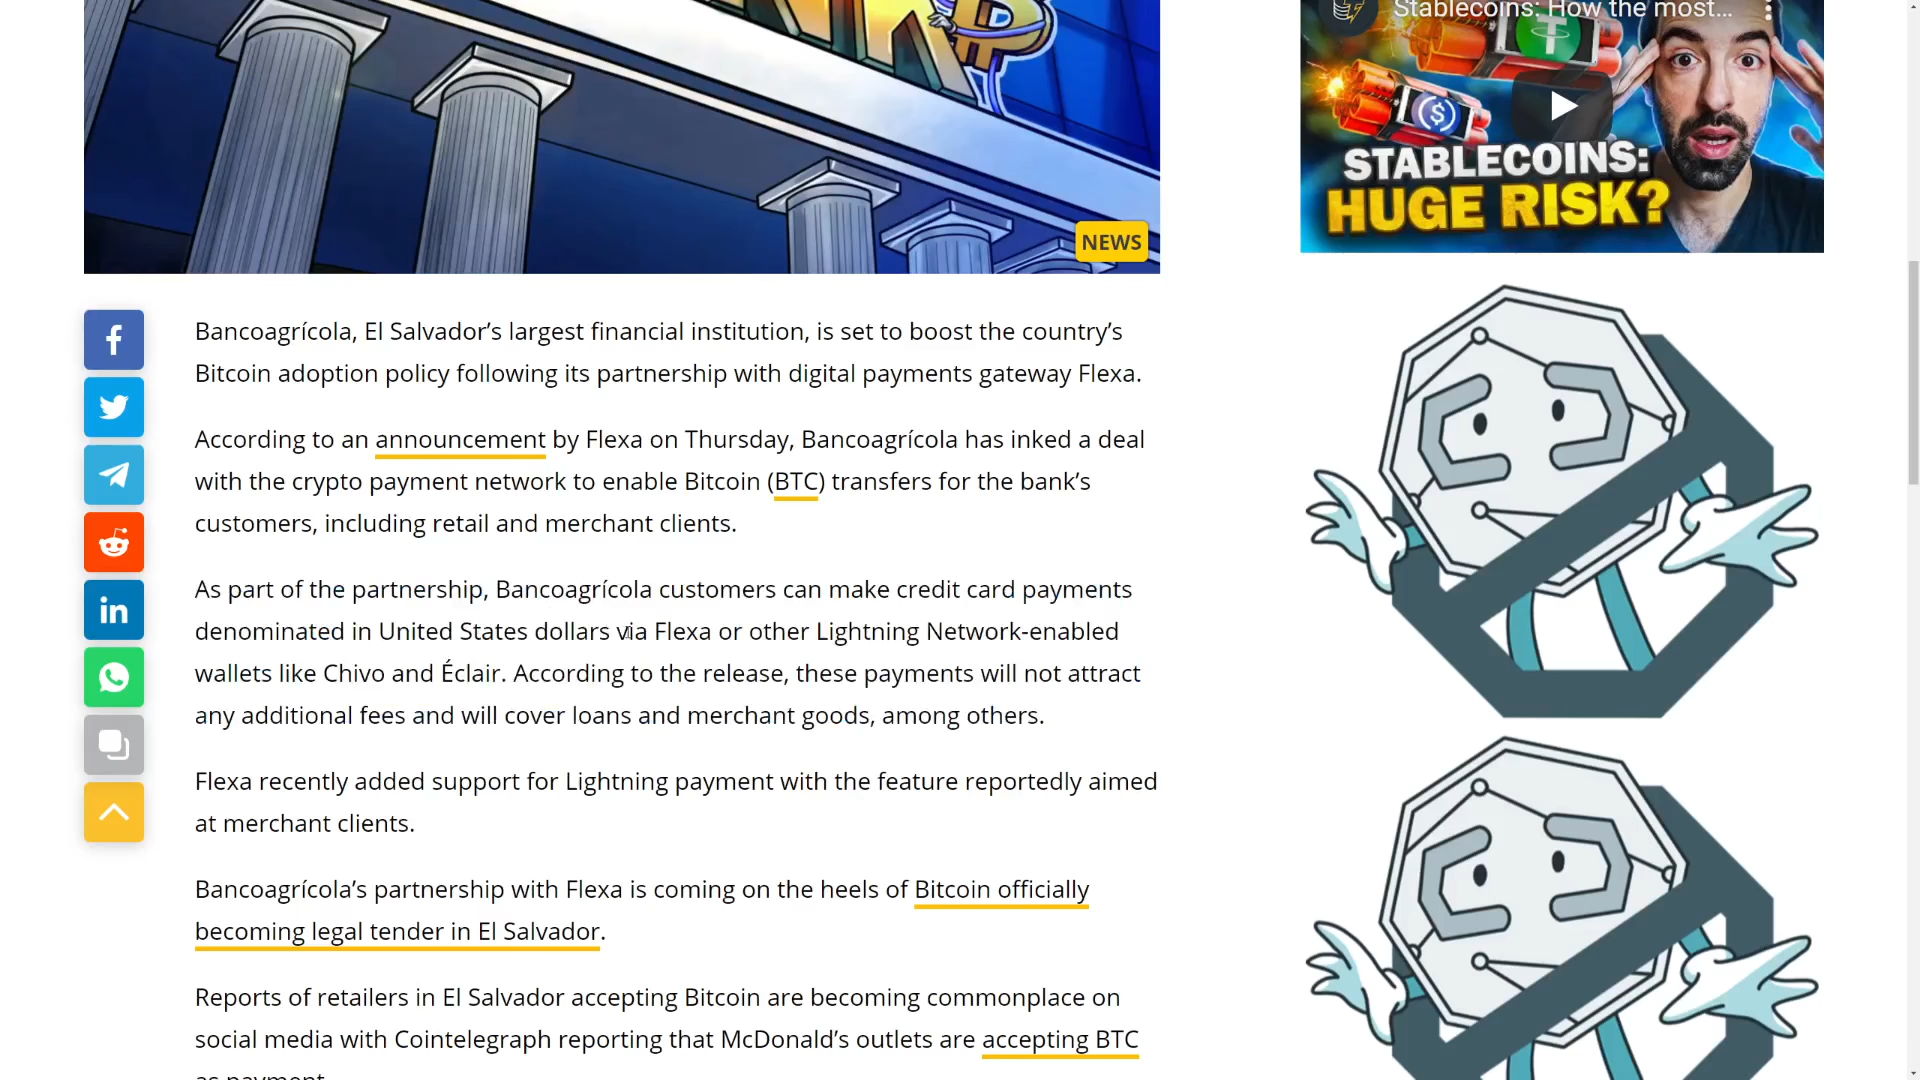 Stablecoins: How the most...
STABLECOINS:
HUGE RISK?
NEWS
Bancoagrícola, El Salvador’s largest financial institution, is set to boost the country’s
Bitcoin adoption policy following its partnership with digital payments gateway Flexa.
According to an announcement by Flexa on Thursday, Bancoagrícola has inked a deal
with the crypto payment network to enable Bitcoin (BTC) transfers for the bank’s
customers, including retail and merchant clients.
As part of the partnership, Bancoagrícola customers can make credit card payments
denominated in United States dollars via Flexa or other Lightning Network-enabled
wallets like Chivo and Éclair. According to the release, these payments will not attract
any additional fees and will cover loans and merchant goods, among others.
Flexa recently added support for Lightning payment with the feature reportedly aimed
at merchant clients.
Bancoagrícola’s partnership with Flexa is coming on the heels of Bitcoin officially
becoming legal tender in El Salvador.
Reports of retailers in El Salvador accepting Bitcoin are becoming commonplace on
social media with Cointelegraph reporting that McDonald’s outlets are accepting BTC
as payment.